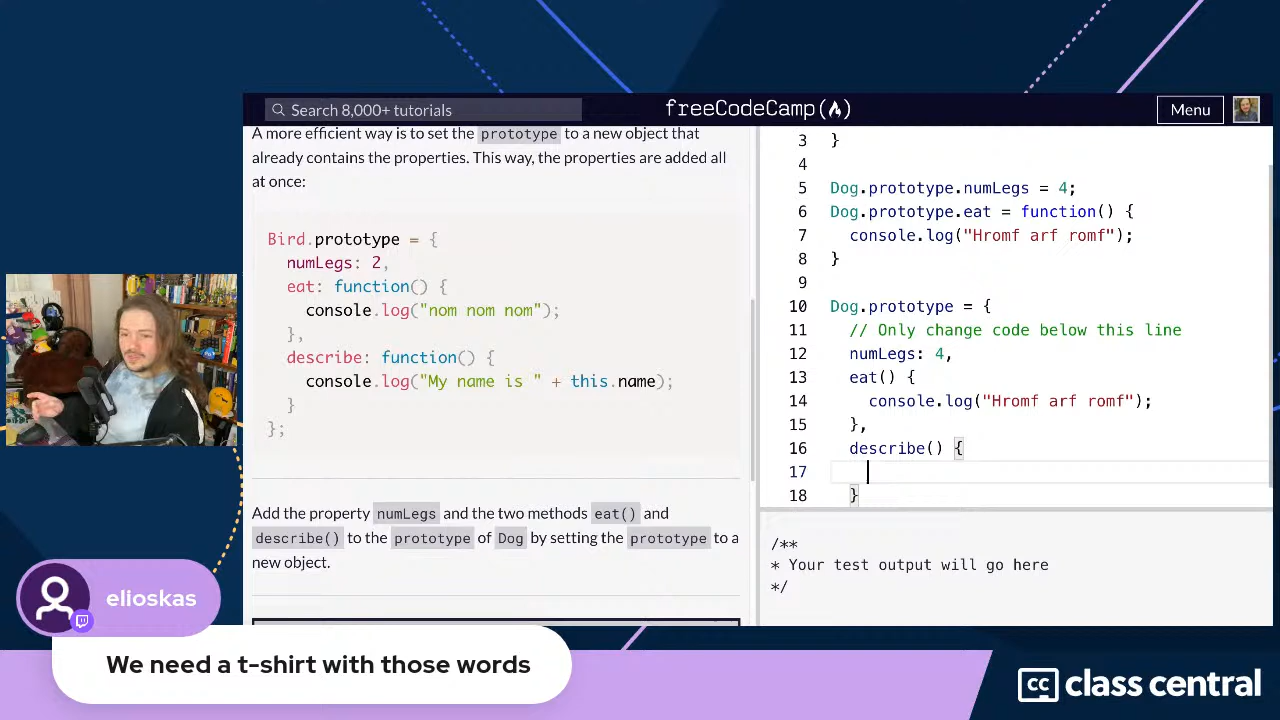 Search 8,000+ tutorials
freeCodeCamp
Menu
A more efficient way is to set the prototype to a new object that
already contains the properties. This way, the properties are added all
at once:
Bird.prototype = {
numLegs: 2,
eat: function() {
console.log("nom nom nom");
},
describe: function() {
console.log("My name is " + this.name);
}
};
Add the property numLegs and the two methods eat() and
describe() to the prototype of Dog by setting the prototype to a
new object.
3 }
4
5 Dog.prototype.numLegs = 4;
6 Dog.prototype.eat = function() {
7 console.log("Hromf arf romf");
8 }
9
10 Dog.prototype = {
11 // Only change code below this line
12 numLegs: 4,
13 eat() {
14 console.log("Hromf arf romf");
15 },
16 describe() {
17
18 }
/**
* Your test output will go here
*/
elioskas
We need a t-shirt with those words
cc class central